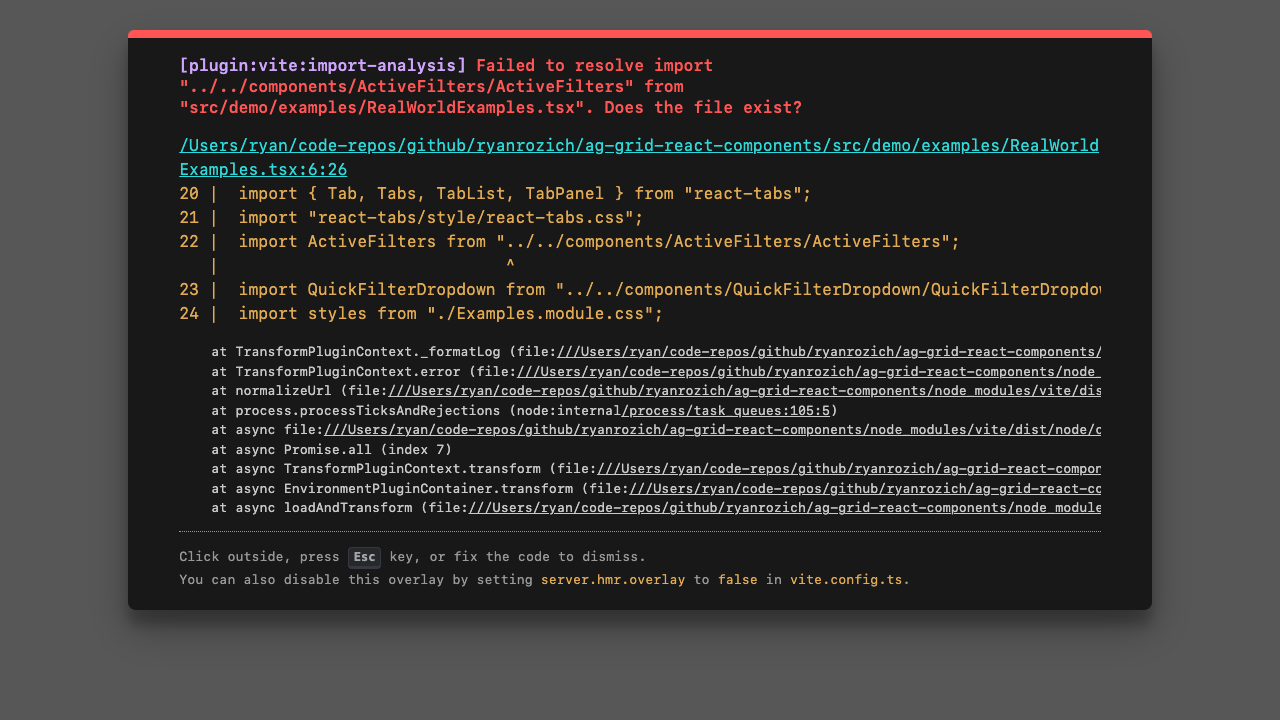 [plugin:vite:import-analysis] Failed to resolve import
"../../components/ActiveFilters/ActiveFilters" from
"src/demo/examples/RealWorldExamples.tsx". Does the file exist?
/Users/ryan/code-repos/github/ryanrozich/ag-grid-react-components/src/demo/examples/RealWorld
Examples.tsx:6:26
20 |  import { Tab, Tabs, TabList, TabPanel } from "react-tabs";
21 |  import "react-tabs/style/react-tabs.css";
22 |  import ActiveFilters from "../../components/ActiveFilters/ActiveFilters";
   |                             ^
23 |  import QuickFilterDropdown from "../../components/QuickFilterDropdown/QuickFilterDropdow
24 |  import styles from "./Examples.module.css";
at TransformPluginContext._formatLog (file:///Users/ryan/code-repos/github/ryanrozich/ag-grid-react-components/
at TransformPluginContext.error (file:///Users/ryan/code-repos/github/ryanrozich/ag-grid-react-components/node_
at normalizeUrl (file:///Users/ryan/code-repos/github/ryanrozich/ag-grid-react-components/node_modules/vite/dis
at process.processTicksAndRejections (node:internal/process/task_queues:105:5)
at async file:///Users/ryan/code-repos/github/ryanrozich/ag-grid-react-components/node_modules/vite/dist/node/c
at async Promise.all (index 7)
at async TransformPluginContext.transform (file:///Users/ryan/code-repos/github/ryanrozich/ag-grid-react-compon
at async EnvironmentPluginContainer.transform (file:///Users/ryan/code-repos/github/ryanrozich/ag-grid-react-co
at async loadAndTransform (file:///Users/ryan/code-repos/github/ryanrozich/ag-grid-react-components/node_module
Click outside, press Esc key, or fix the code to dismiss.
You can also disable this overlay by setting server.hmr.overlay to false in vite.config.ts.